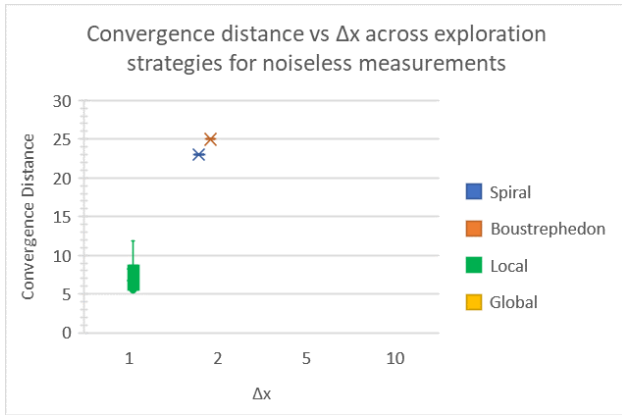 Convergence distance vs Δx across exploration
strategies for noiseless measurements
30
25
20
15
10
5
0
Convergence Distance
1 2 5 10
Δx
Spiral
Boustrephedon
Local
Global